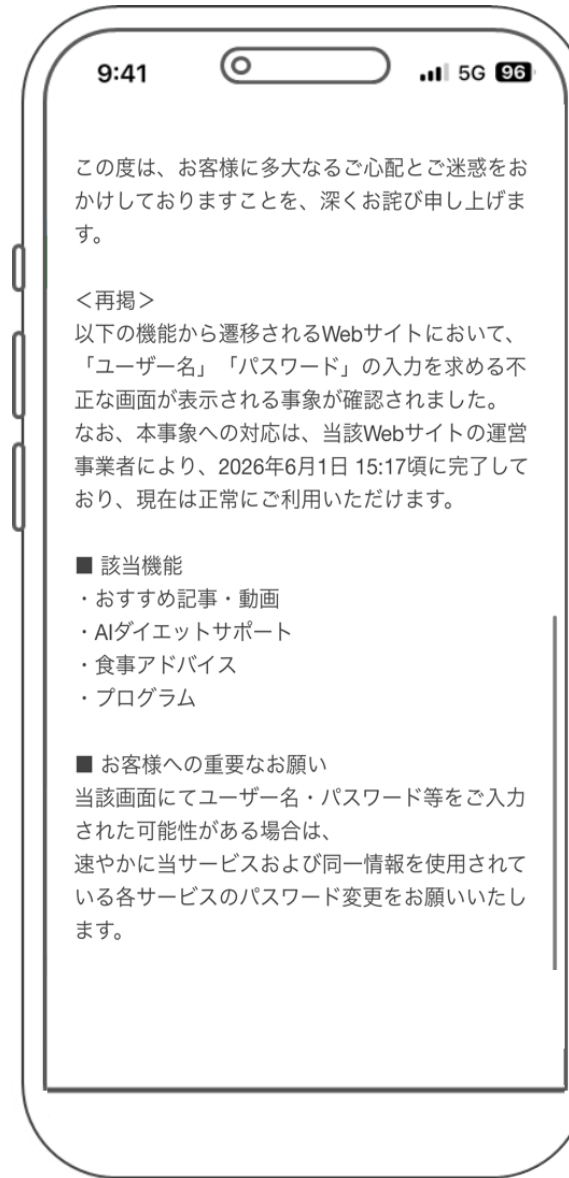 9:41
5G 96
この度は、お客様に多大なるご心配とご迷惑をお
かけしておりますことを、深くお詫び申し上げま
す。
＜再掲＞
以下の機能から遷移されるWebサイトにおいて、
「ユーザー名」「パスワード」の入力を求める不
正な画面が表示される事象が確認されました。
なお、本事象への対応は、当該Webサイトの運営
事業者により、2026年6月1日 15:17頃に完了して
おり、現在は正常にご利用いただけます。
■ 該当機能
・おすすめ記事・動画
・AIダイエットサポート
・食事アドバイス
・プログラム
■ お客様への重要なお願い
当該画面にてユーザー名・パスワード等をご入力
された可能性がある場合は、
速やかに当サービスおよび同一情報を使用されて
いる各サービスのパスワード変更をお願いいたし
ます。